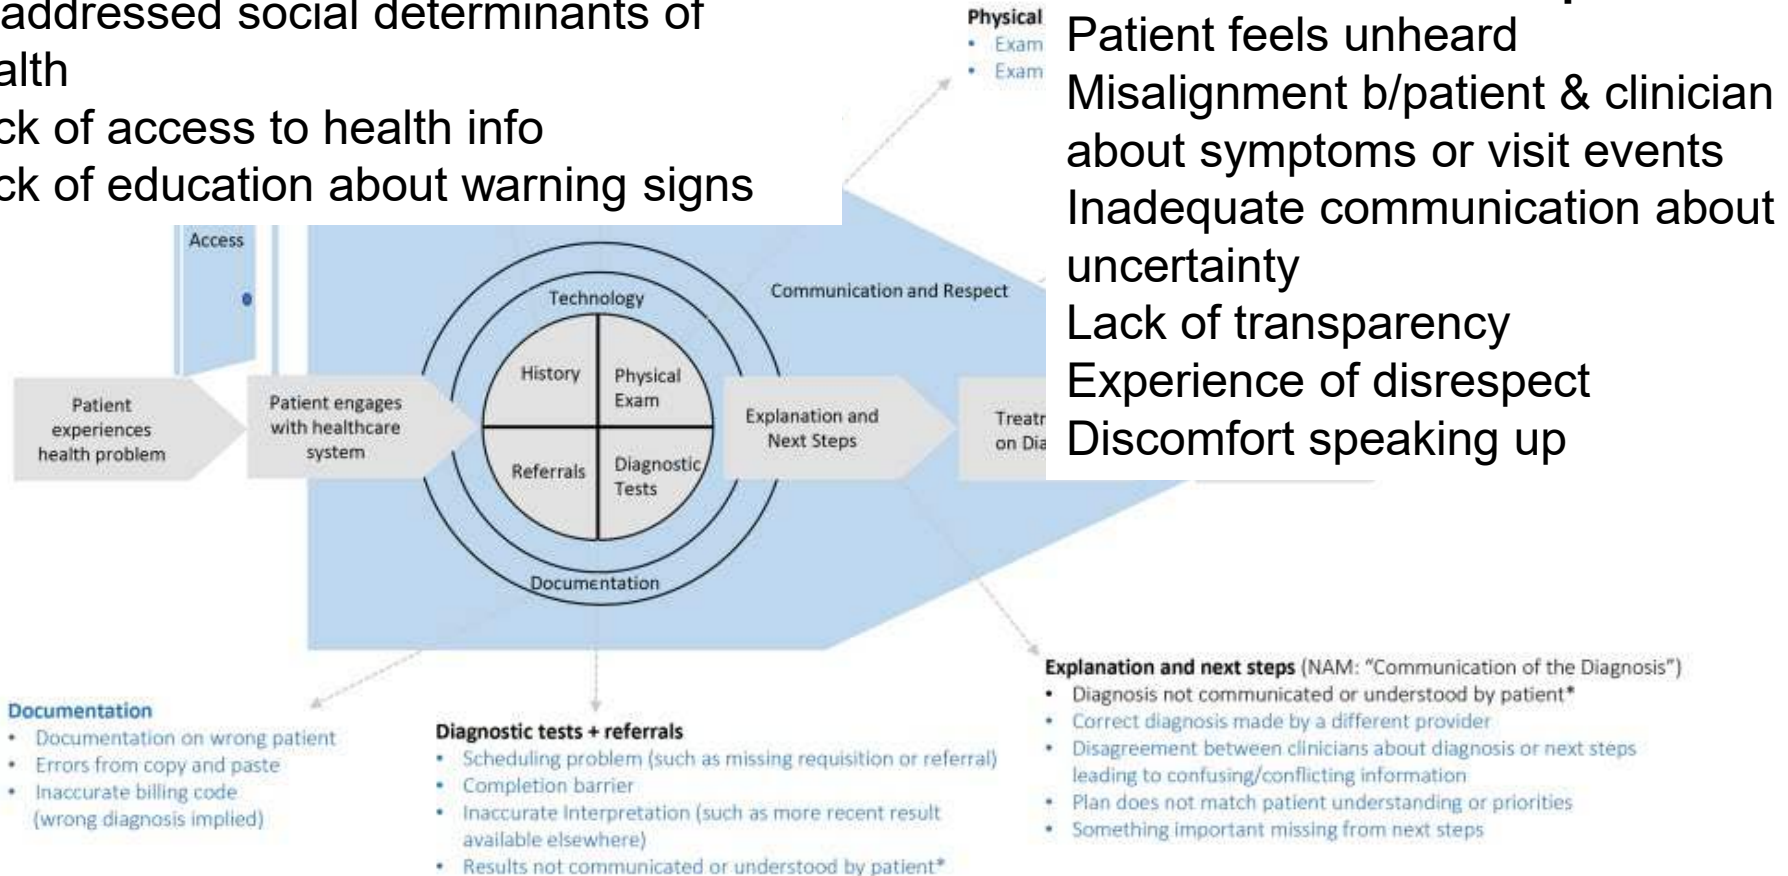 addressed social determinants of
alth
ck of access to health info
ck of education about warning signs
Physical
• Exam
• Exam
Patient feels unheard
Misalignment b/patient & clinician
about symptoms or visit events
Inadequate communication about
uncertainty
Lack of transparency
Experience of disrespect
Discomfort speaking up
Access
Technology
Communication and Respect
History
Physical
Exam
Referrals
Diagnostic
Tests
Documentation
Patient
experiences
health problem
Patient engages
with healthcare
system
Explanation and
Next Steps
Treatr
on Dia
Documentation
• Documentation on wrong patient
• Errors from copy and paste
• Inaccurate billing code
(wrong diagnosis implied)
Diagnostic tests + referrals
• Scheduling problem (such as missing requisition or referral)
• Completion barrier
• Inaccurate Interpretation (such as more recent result
available elsewhere)
• Results not communicated or understood by patient*
Explanation and next steps (NAM: "Communication of the Diagnosis")
• Diagnosis not communicated or understood by patient*
• Correct diagnosis made by a different provider
• Disagreement between clinicians about diagnosis or next steps
leading to confusing/conflicting information
• Plan does not match patient understanding or priorities
• Something important missing from next steps